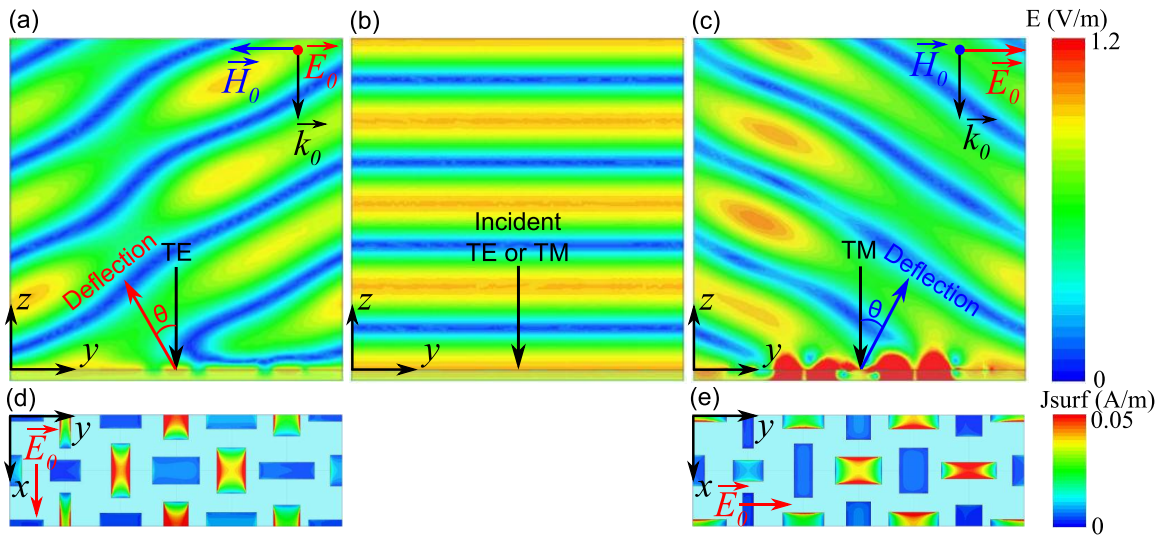 (a)
H₀
E₀
k₀
Deflection
TE
θ
z
y
(b)
Incident
TE or TM
z
y
(c)
H₀
E₀
k₀
TM
Deflection
θ
z
y
E (V/m)
1.2
0
(d)
E₀
y
x
(e)
y
x
E₀
Jsurf (A/m)
0.05
0